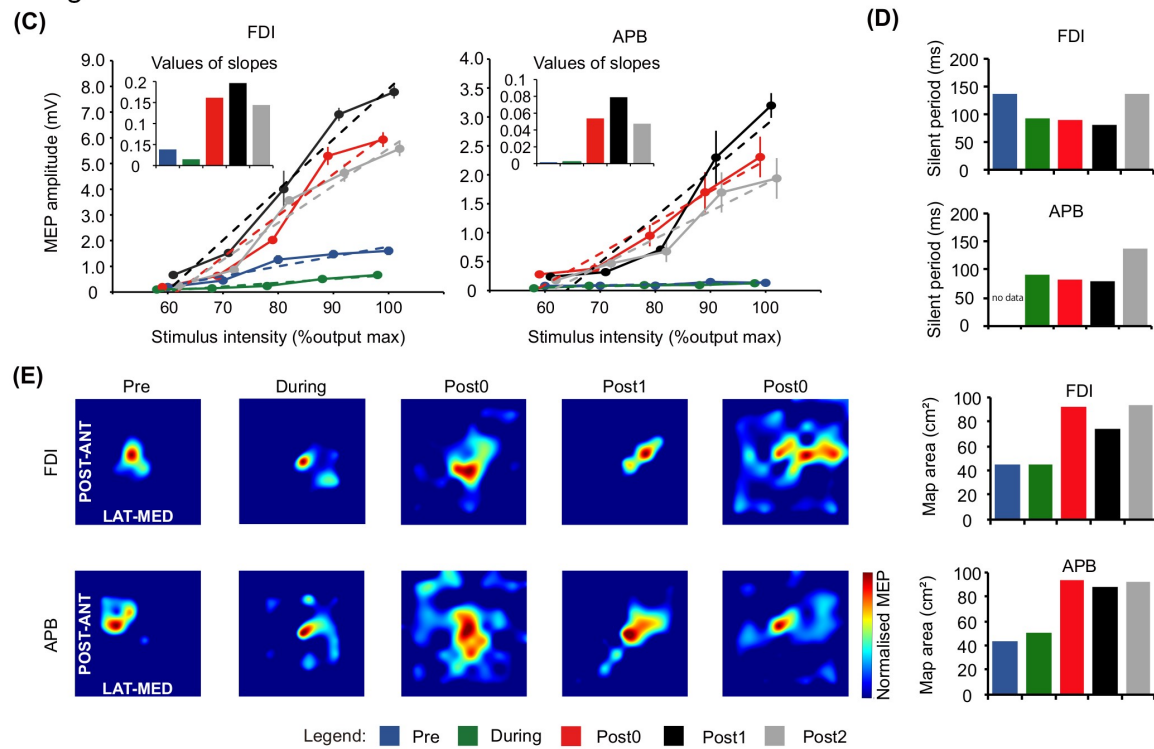 (C)
FDI
MEP amplitude (mV)
9.0
8.0
7.0
6.0
5.0
4.0
3.0
2.0
1.0
0
Values of slopes
0.2
0.15
0.1
0.15
0
60 70 80 90 100
Stimulus intensity (%output max)
APB
4.0
3.5
3.0
2.5
2.0
1.5
1.0
0.5
0
Values of slopes
0.1
0.08
0.06
0.04
0.02
0
60 70 80 90 100
Stimulus intensity (%output max)
(D)
FDI
Silent period (ms)
200
150
100
50
0
APB
Silent period (ms)
200
150
100
50
0
no data
(E)
Pre During Post0 Post1 Post0
FDI
POST-ANT
LAT-MED
APB
POST-ANT
LAT-MED
Normalised MEP
FDI
Map area (cm²)
100
80
60
40
20
0
APB
Map area (cm²)
100
80
60
40
20
0
Legend: Pre During Post0 Post1 Post2